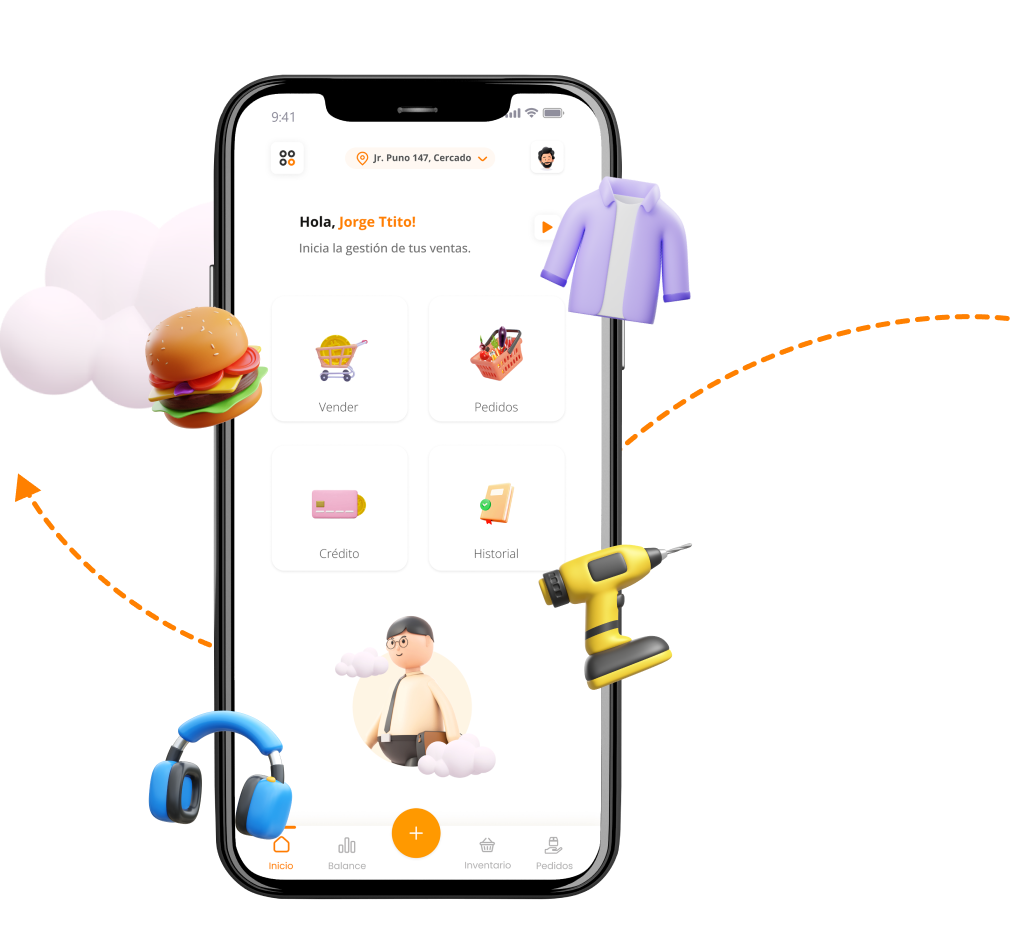 9:41
Jr. Puno 147, Cercado
Hola, Jorge Ttito!
Inicia la gestión de tus ventas.
Vender
Pedidos
Crédito
Historial
Inicio
Balance
Inventario
Pedidos